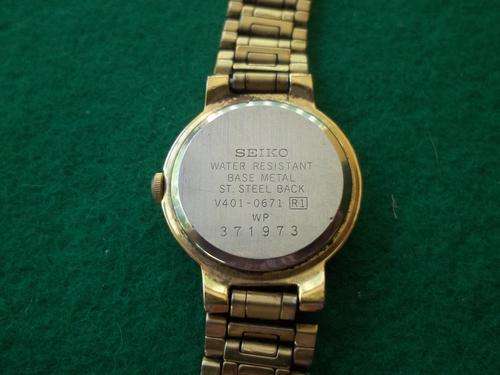 SEIKO
WATER RESISTANT
BASE METAL
ST. STEEL BACK
V401-0671 R1
WP
371973